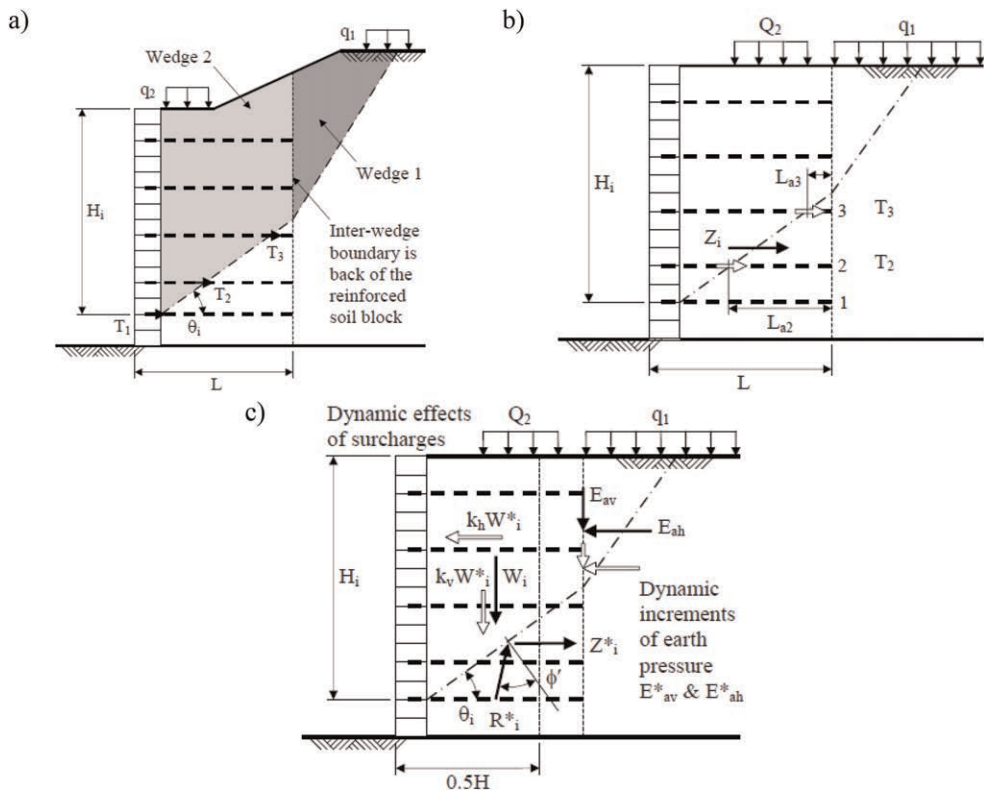 a)
q1
Wedge 2
q2
Wedge 1
Hi
T3
Inter-wedge
boundary is
back of the
reinforced
soil block
T2
T1
θi
L
b)
Q2
q1
La3
Hi
3 T3
Zi
2 T2
1
La2
L
c)
Dynamic effects
of surcharges
Q2
q1
Eav
khW*i
Eah
Hi
kvW*i
Wi
Dynamic
increments
of earth
pressure
E*av & E*ah
Z*i
ϕ′
θi
R*i
0.5H